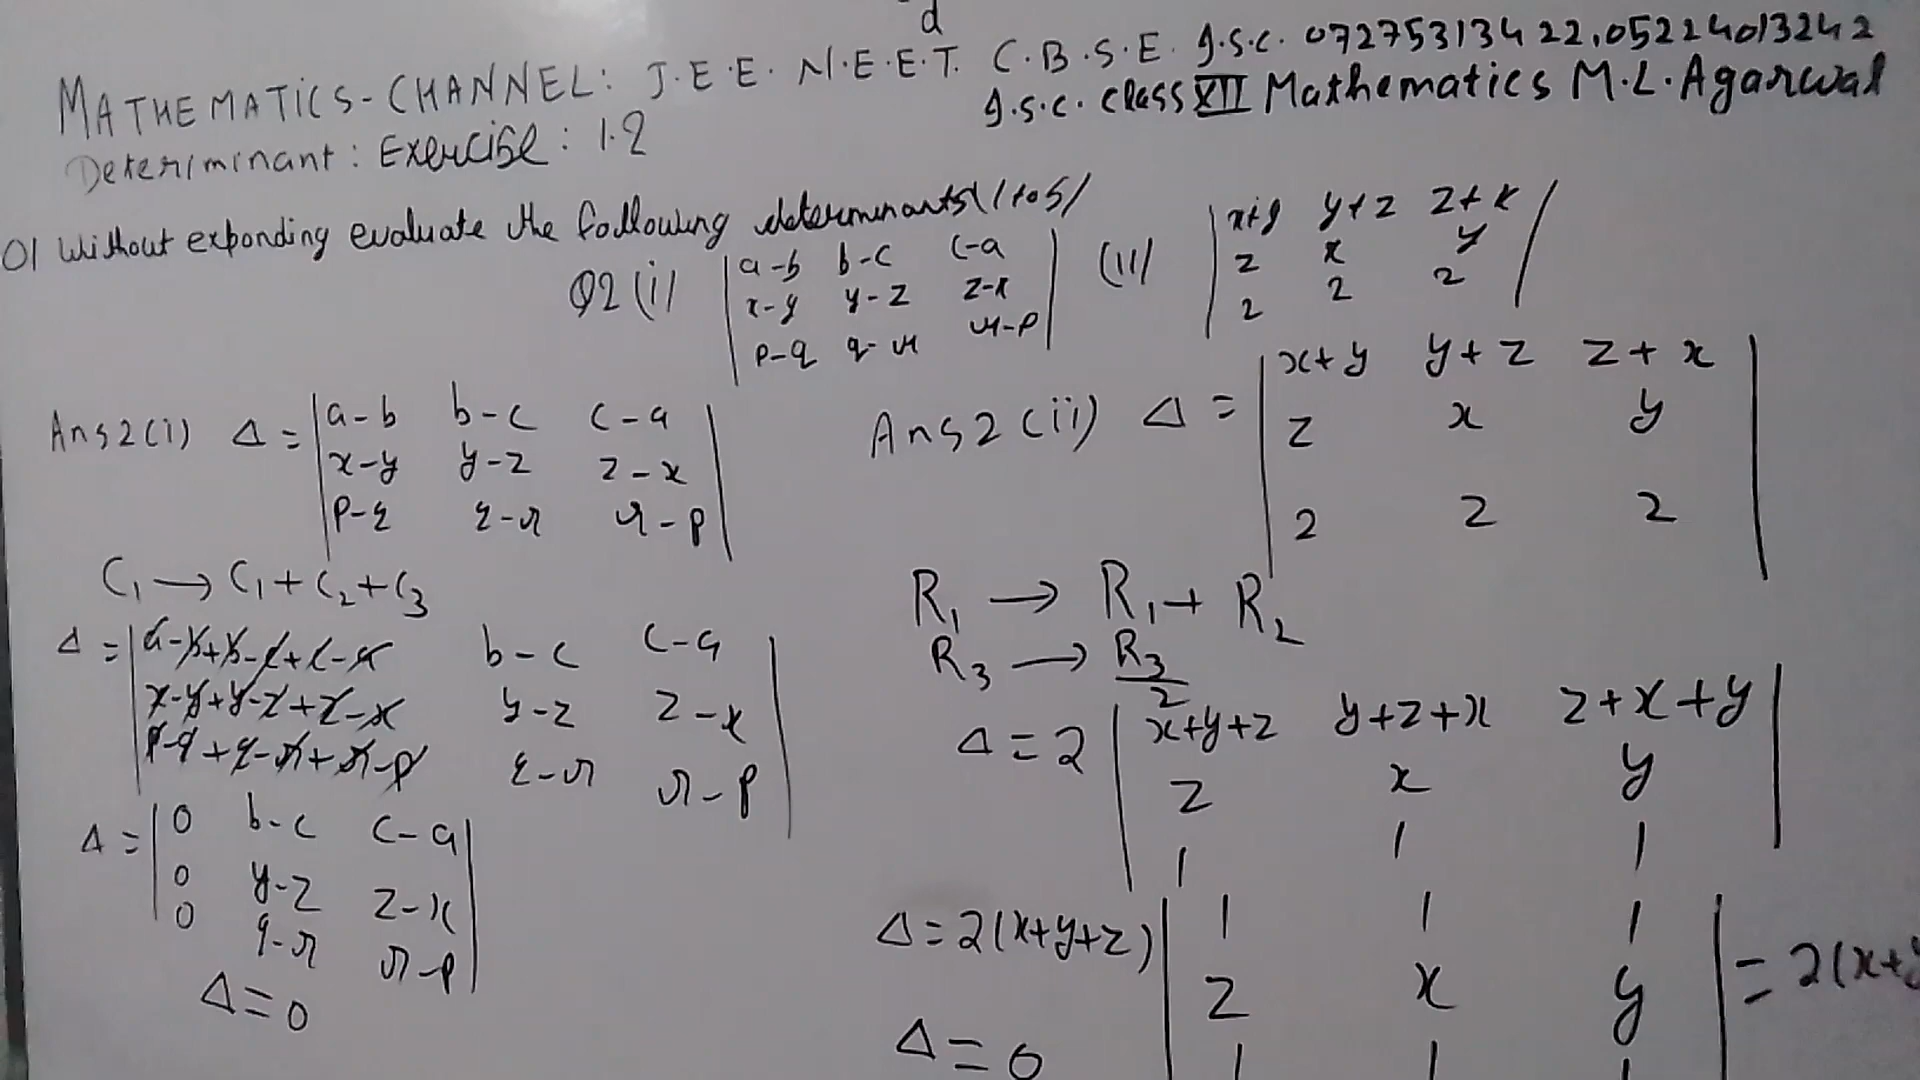 d
MATHEMATICS-CHANNEL: J.E.E. N.E.E.T. C.B.S.E. I.S.C. 07275313422,05224013242
I.S.C. Class XII Mathematics M.L.Agarwal
Determinant: Exercise: 1.2
01 Without expanding evaluate the following determinants (1 to 5)
Q2 (i) | a-b b-c c-a |
| x-y y-z z-x |
| p-q q-r r-p |
(ii) | x+y y+z z+x |
| z x y |
| 2 2 2 |
Ans 2 (i) Δ = | a-b b-c c-a |
| x-y y-z z-x |
| p-q q-r r-p |
C₁ → C₁+C₂+C₃
Δ = | a-b+b-c+c-a b-c c-a |
| x-y+y-z+z-x y-z z-x |
| p-q+q-r+r-p q-r r-p |
Δ = | 0 b-c c-a |
| 0 y-z z-x |
| 0 q-r r-p |
Δ = 0
Ans 2 (ii) Δ = | x+y y+z z+x |
| z x y |
| 2 2 2 |
R₁ → R₁+R₂
R₃ → R₃/2
Δ = 2 | x+y+z y+z+x z+x+y |
| z x y |
| 1 1 1 |
Δ = 2(x+y+z) | 1 1 1 | = 2(x+y
| z x y |
| 1 1 1 |
Δ = 0